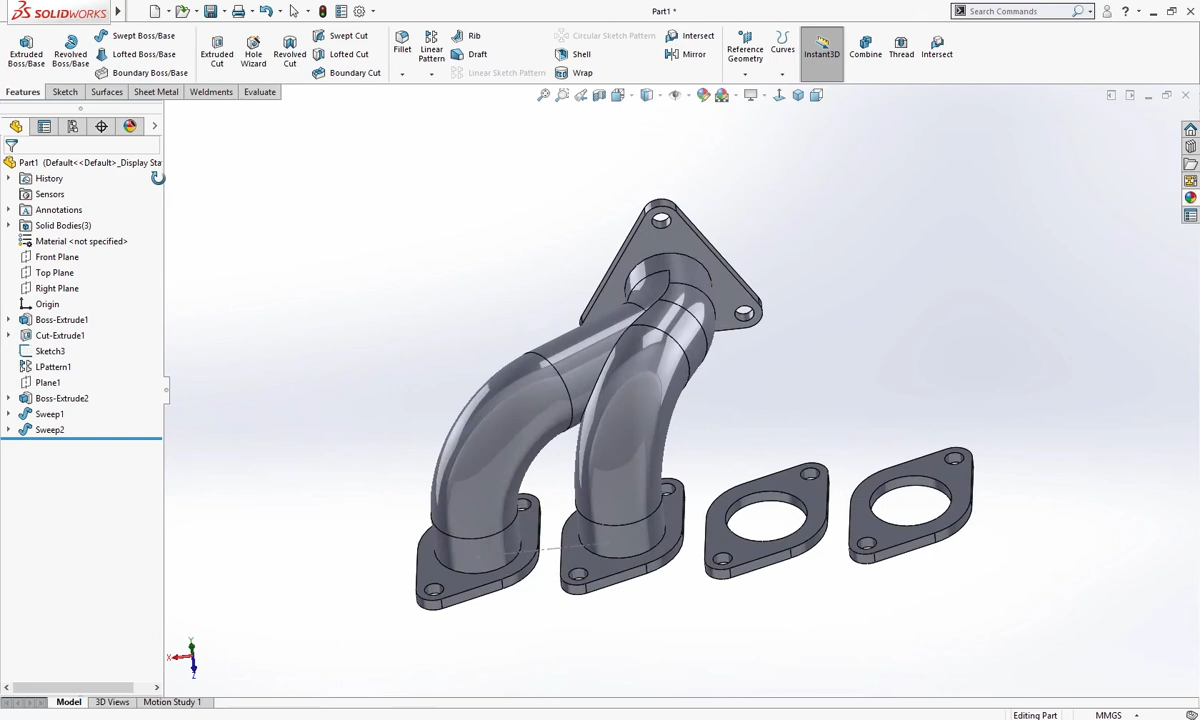 SOLIDWORKS
Part1 *
Search Commands
?
Extruded Boss/Base
Revolved Boss/Base
Swept Boss/Base
Lofted Boss/Base
Boundary Boss/Base
Extruded Cut
Hole Wizard
Revolved Cut
Swept Cut
Lofted Cut
Boundary Cut
Fillet
Linear Pattern
Rib
Draft
Linear Sketch Pattern
Circular Sketch Pattern
Shell
Wrap
Intersect
Mirror
Reference Geometry
Curves
Instant3D
Combine
Thread
Intersect
Features
Sketch
Surfaces
Sheet Metal
Weldments
Evaluate
Part1 (Default<<Default>_Display Sta
History
Sensors
Annotations
Solid Bodies(3)
Material <not specified>
Front Plane
Top Plane
Right Plane
Origin
Boss-Extrude1
Cut-Extrude1
Sketch3
LPattern1
Plane1
Boss-Extrude2
Sweep1
Sweep2
Y
X
Z
Model
3D Views
Motion Study 1
Editing Part
MMGS